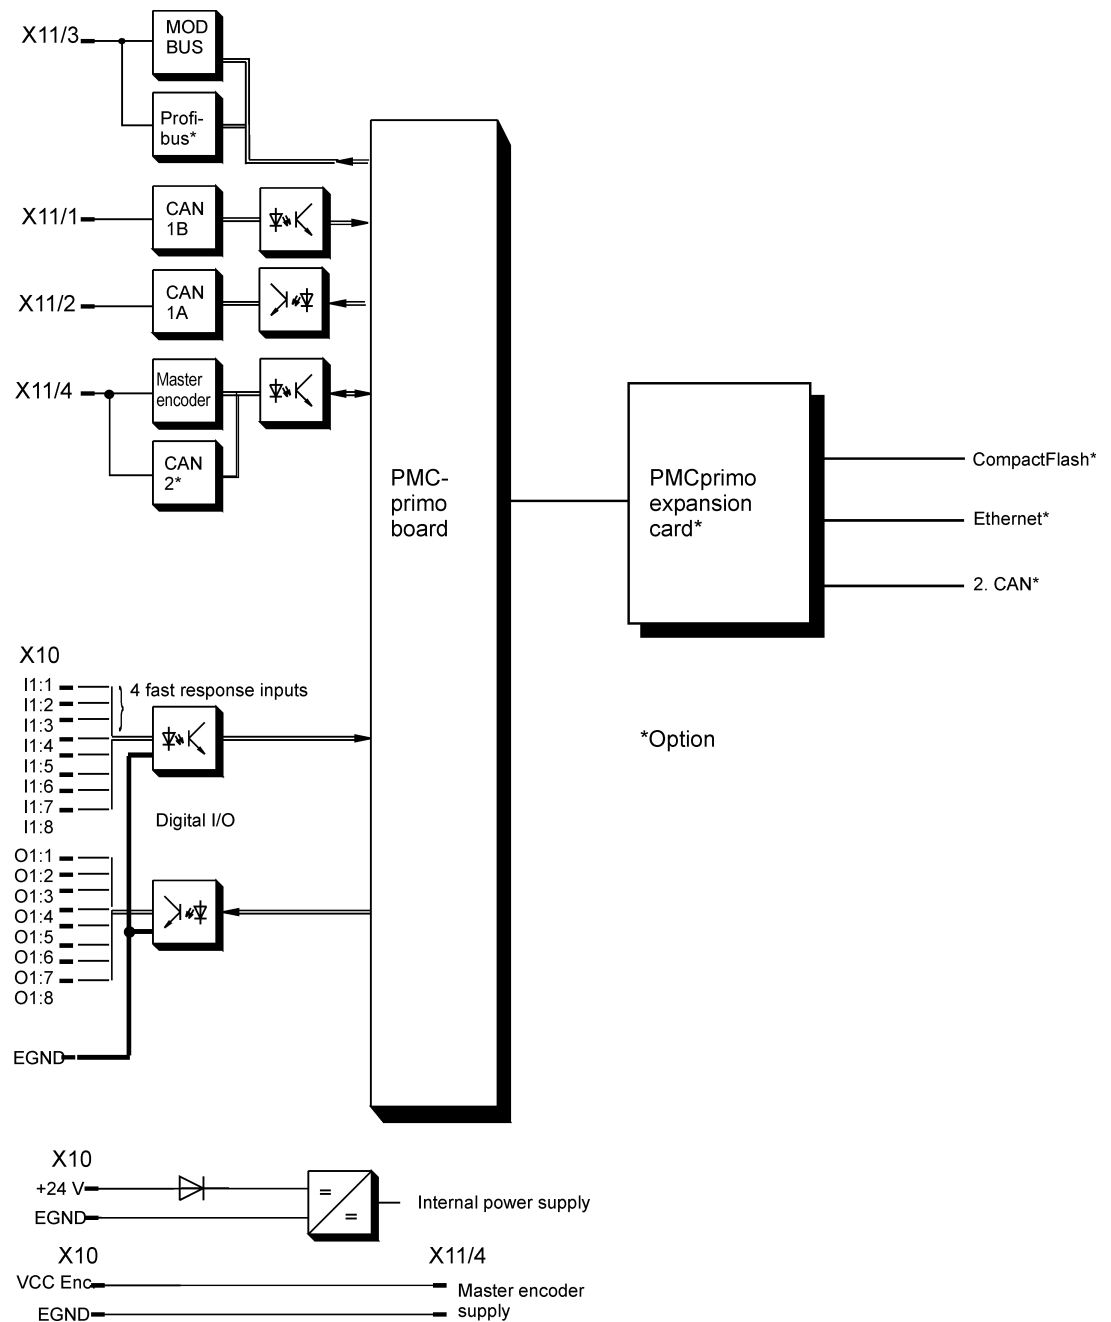 X11/3
MOD
BUS
Profi-
bus*
X11/1
CAN
1B
X11/2
CAN
1A
X11/4
Master
encoder
CAN
2*
PMC-
primo
board
PMCprimo
expansion
card*
CompactFlash*
Ethernet*
2. CAN*
*Option
X10
I1:1
I1:2
I1:3
I1:4
I1:5
I1:6
I1:7
I1:8
4 fast response inputs
Digital I/O
O1:1
O1:2
O1:3
O1:4
O1:5
O1:6
O1:7
O1:8
EGND
X10
+24 V
EGND
=
=
Internal power supply
X10
X11/4
VCC Enc.
EGND
Master encoder
supply